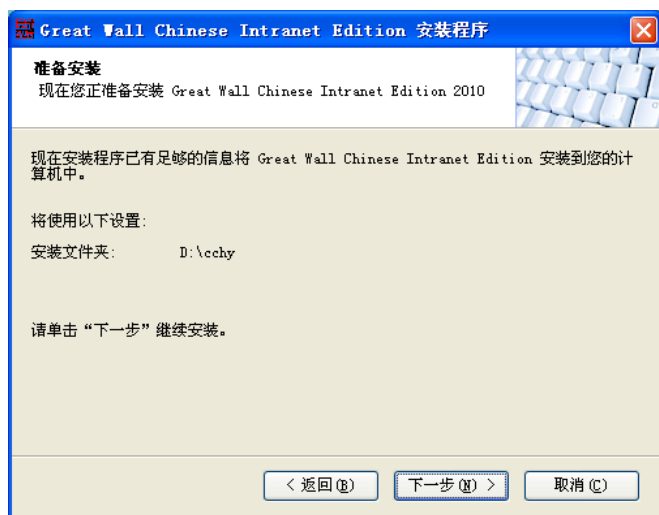 Great Wall Chinese Intranet Edition 安装程序
准备安装
现在您正准备安装 Great Wall Chinese Intranet Edition 2010
现在安装程序已有足够的信息将 Great Wall Chinese Intranet Edition 安装到您的计
算机中。
将使用以下设置:
安装文件夹: D:\cchy
请单击“下一步”继续安装。
< 返回(B) 下一步(N) > 取消(C)